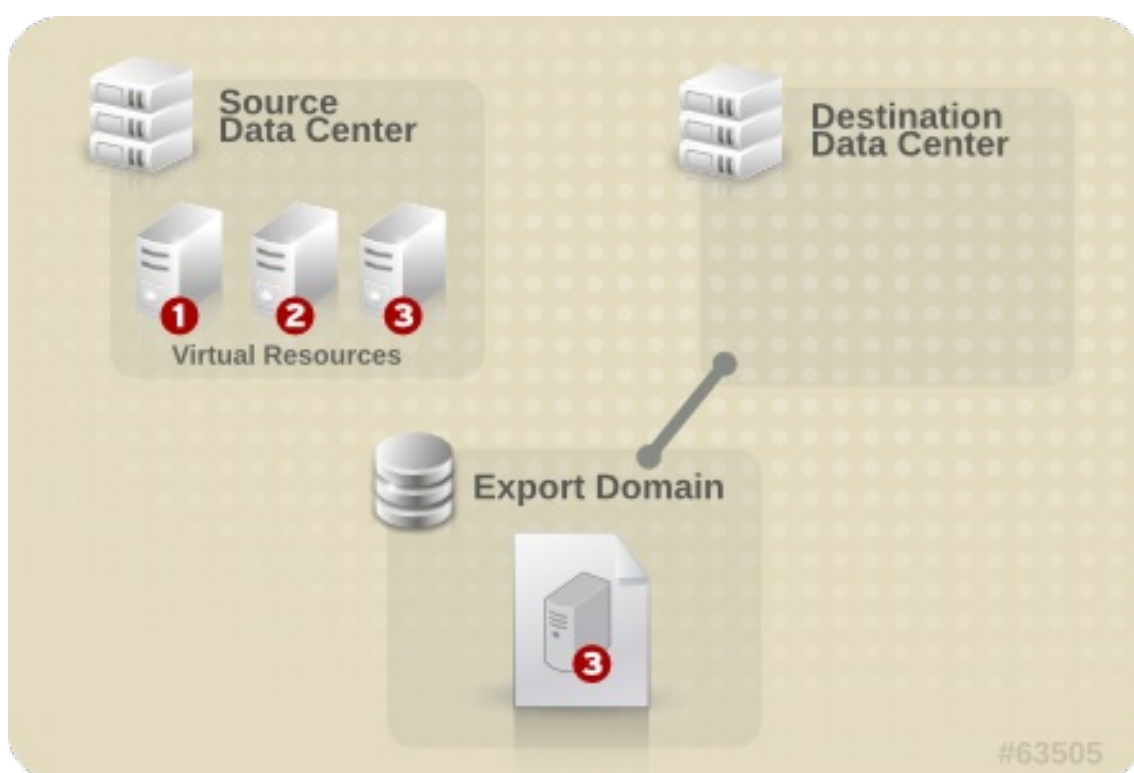 Source
Data Center
Destination
Data Center
1
2
3
Virtual Resources
Export Domain
3
#63505